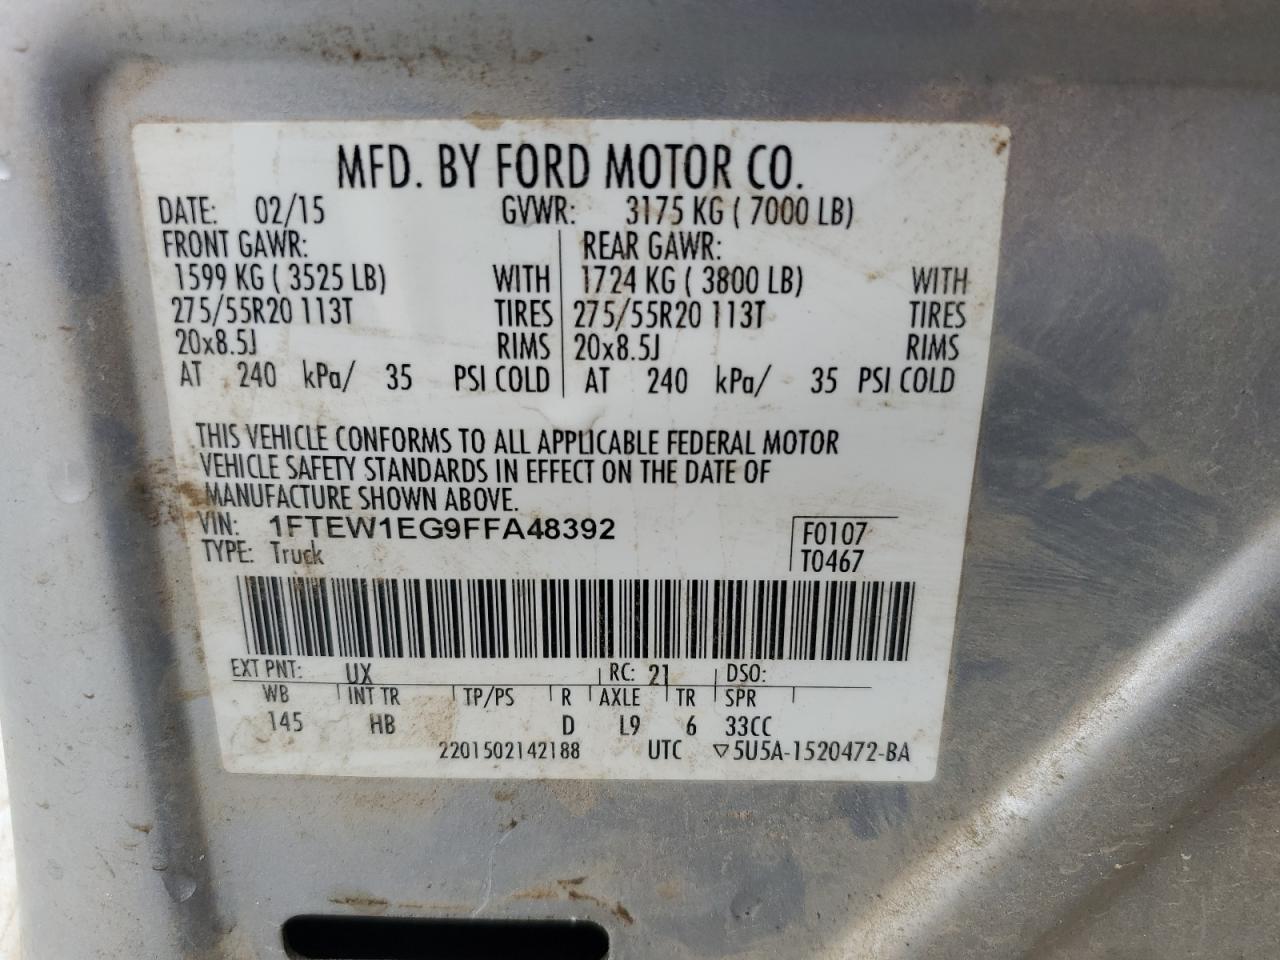 MFD. BY FORD MOTOR CO.
DATE: 02/15 GVWR: 3175 KG ( 7000 LB)
FRONT GAWR: REAR GAWR:
1599 KG ( 3525 LB) WITH 1724 KG ( 3800 LB) WITH
275/55R20 113T TIRES 275/55R20 113T TIRES
20x8.5J RIMS 20x8.5J RIMS
AT 240 kPa/ 35 PSI COLD AT 240 kPa/ 35 PSI COLD
THIS VEHICLE CONFORMS TO ALL APPLICABLE FEDERAL MOTOR
VEHICLE SAFETY STANDARDS IN EFFECT ON THE DATE OF
MANUFACTURE SHOWN ABOVE.
VIN: 1FTEW1EG9FFA48392 F0107
TYPE: Truck T0467
EXT PNT: UX RC: 21 DSO:
WB INT TR TP/PS R AXLE TR SPR
145 HB D L9 6 33CC
2201502142188 UTC ▽5U5A-1520472-BA